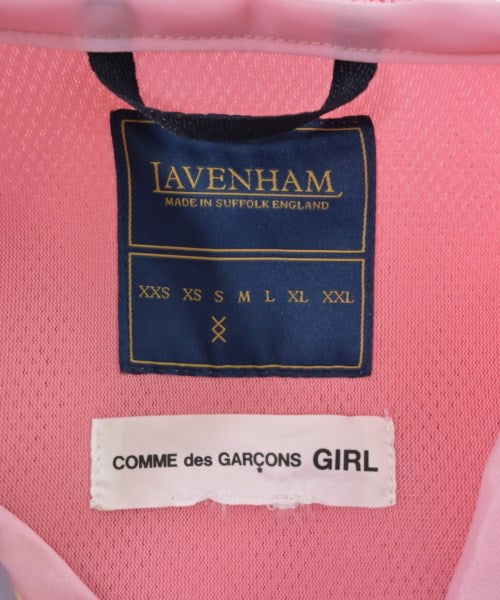 LAVENHAM
MADE IN SUFFOLK ENGLAND
XXS XS S M L XL XXL
COMME des GARÇONS GIRL